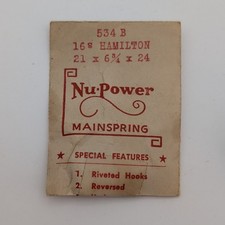 534 B
16s HAMILTON
21 x 6¾ x 24
Nu-Power
MAINSPRING
★ SPECIAL FEATURES ★
1. Riveted Hooks
2. Reversed